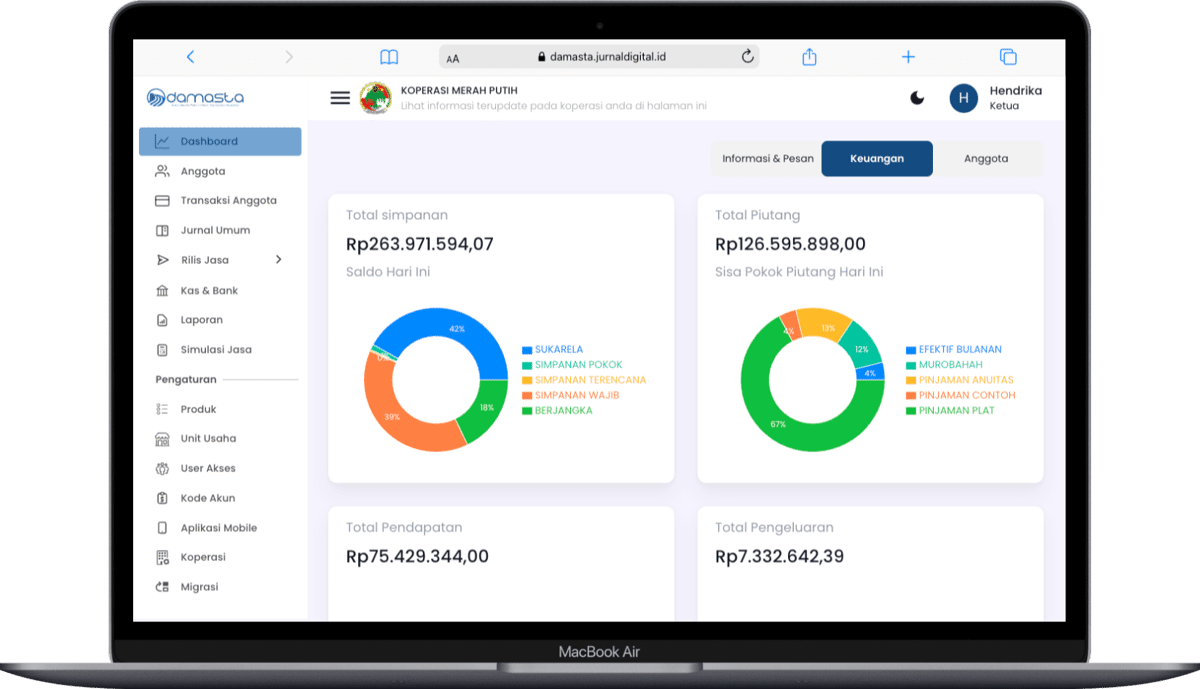 AA damasta.jurnaldigital.id
damasta
KOPERASI MERAH PUTIH
Lihat informasi terupdate pada koperasi anda di halaman ini
H
Hendrika
Ketua
Dashboard
Anggota
Transaksi Anggota
Jurnal Umum
Rilis Jasa
Kas & Bank
Laporan
Simulasi Jasa
Pengaturan
Produk
Unit Usaha
User Akses
Kode Akun
Aplikasi Mobile
Koperasi
Migrasi
Informasi & Pesan
Keuangan
Anggota
Total simpanan
Rp263.971.594,07
Saldo Hari Ini
42%
0%
39%
18%
SUKARELA
SIMPANAN POKOK
SIMPANAN TERENCANA
SIMPANAN WAJIB
BERJANGKA
Total Piutang
Rp126.595.898,00
Sisa Pokok Piutang Hari Ini
4%
13%
12%
4%
67%
EFEKTIF BULANAN
MUROBAHAH
PINJAMAN ANUITAS
PINJAMAN CONTOH
PINJAMAN PLAT
Total Pendapatan
Rp75.429.344,00
Total Pengeluaran
Rp7.332.642,39
MacBook Air